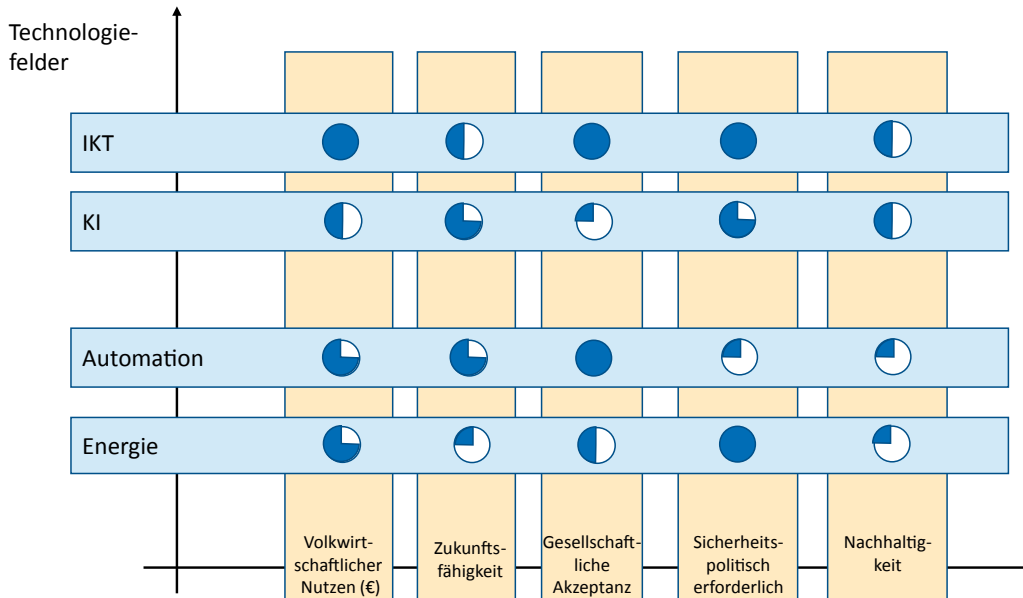 Technologie-
felder
IKT
KI
Automation
Energie
Volkwirt-
schaftlicher
Nutzen (€)
Zukunfts-
fähigkeit
Gesellschaft-
liche
Akzeptanz
Sicherheits-
politisch
erforderlich
Nachhaltig-
keit